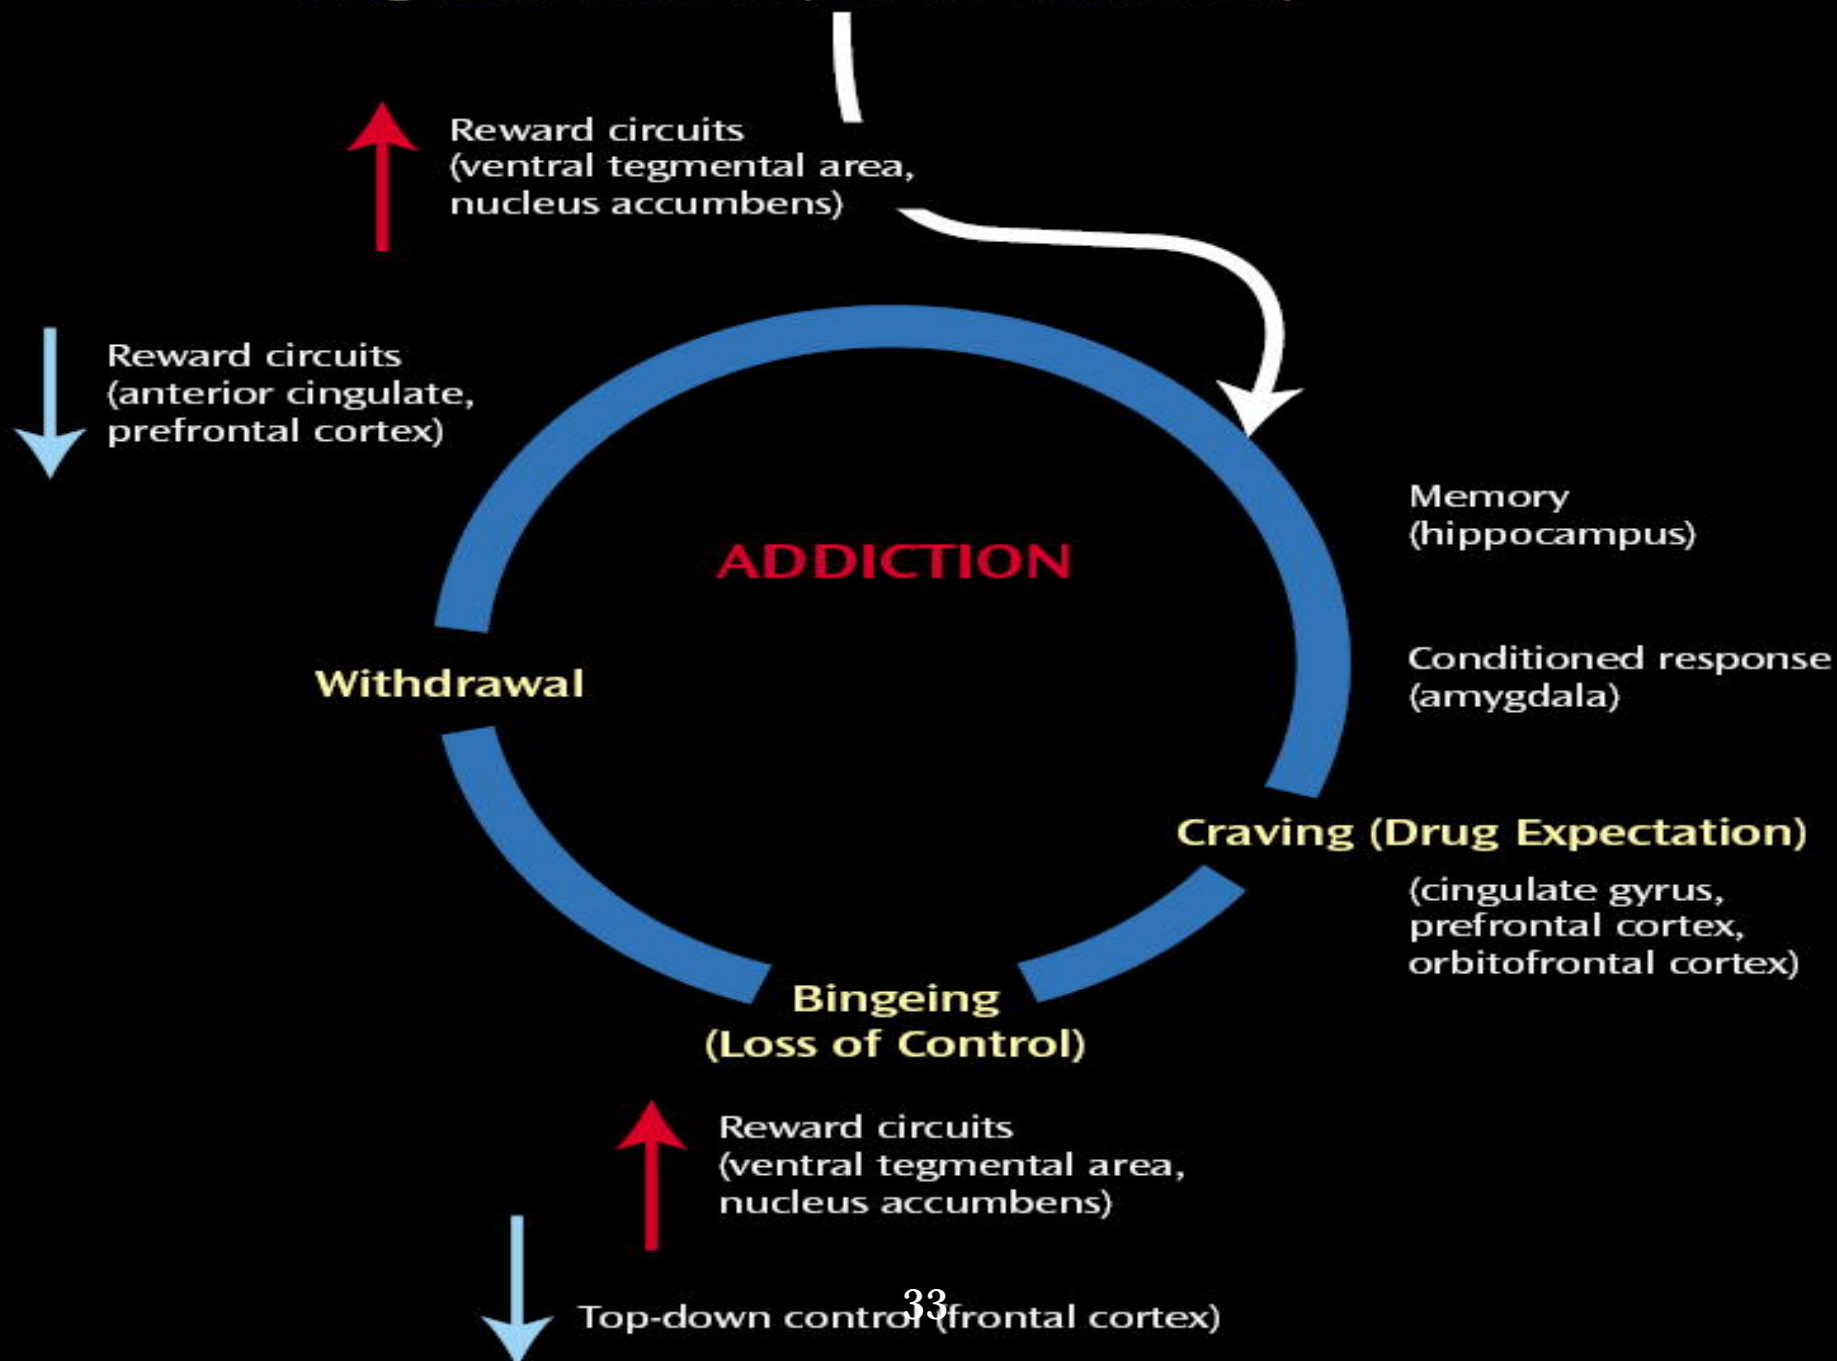 Reward circuits
(ventral tegmental area,
nucleus accumbens)
Reward circuits
(anterior cingulate,
prefrontal cortex)
ADDICTION
Memory
(hippocampus)
Conditioned response
(amygdala)
Withdrawal
Craving (Drug Expectation)
(cingulate gyrus,
prefrontal cortex,
orbitofrontal cortex)
Bingeing
(Loss of Control)
Reward circuits
(ventral tegmental area,
nucleus accumbens)
Top-down control (frontal cortex)
33